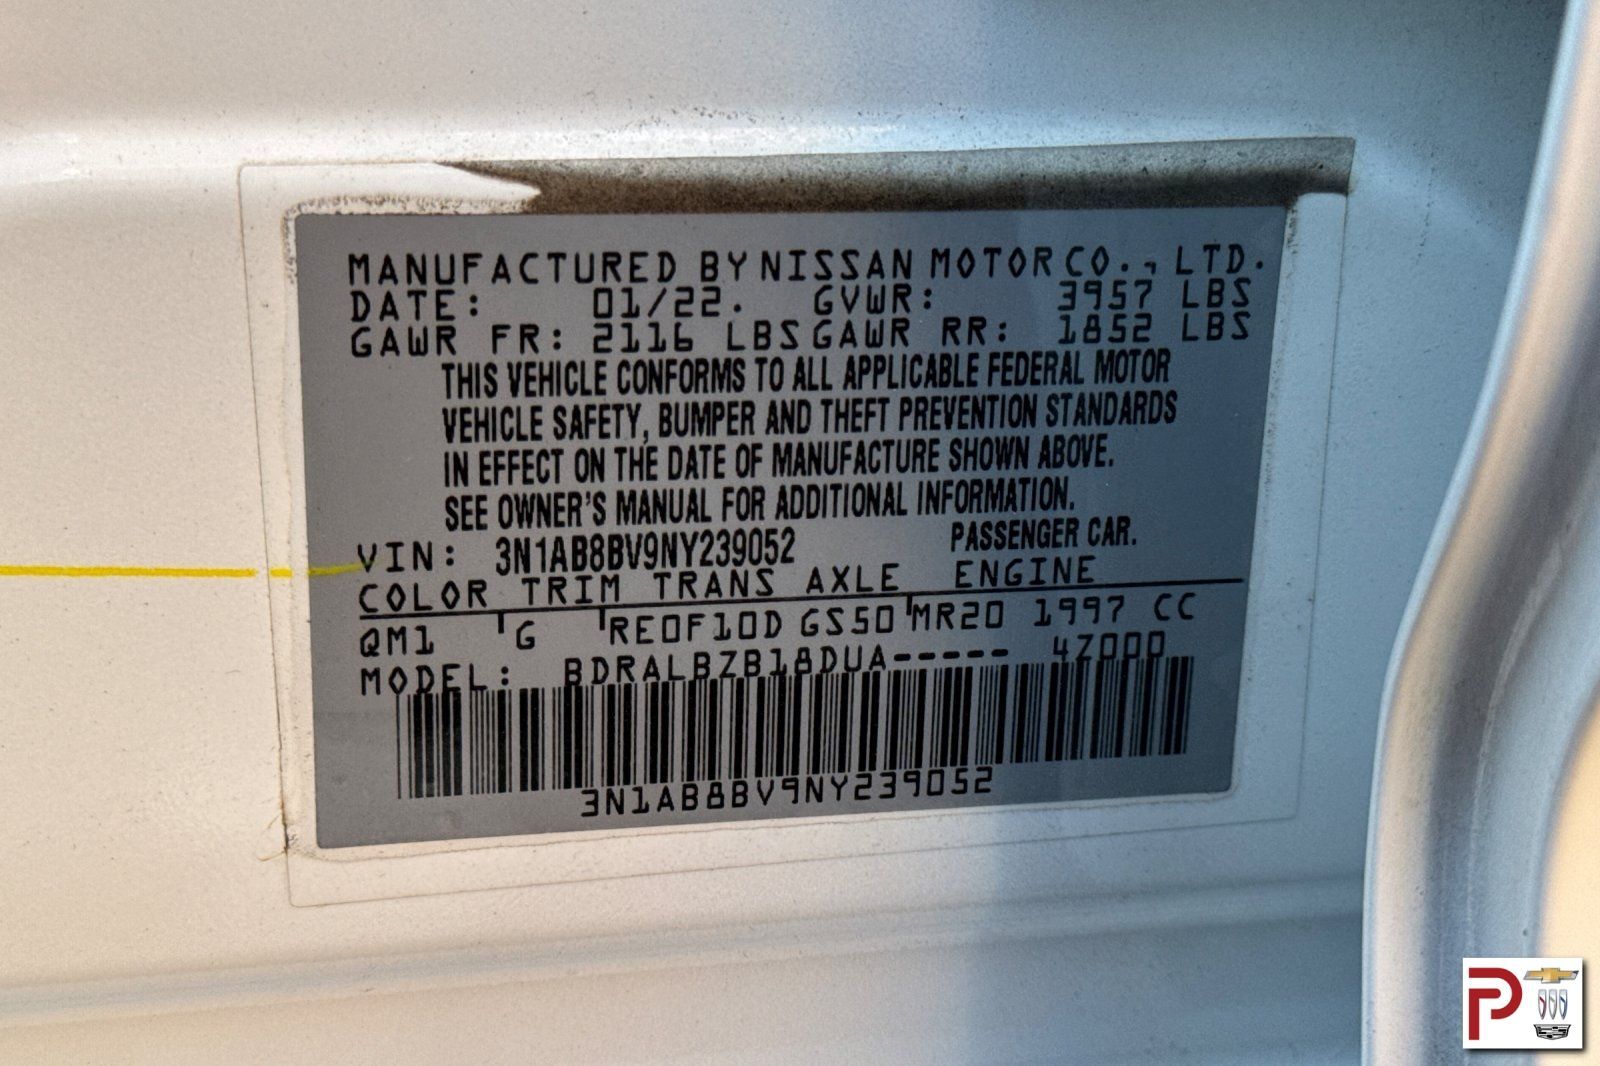 MANUFACTURED BY NISSAN MOTOR CO., LTD.
DATE: 01/22. GVWR: 3957 LBS
GAWR FR: 2116 LBS GAWR RR: 1852 LBS
THIS VEHICLE CONFORMS TO ALL APPLICABLE FEDERAL MOTOR
VEHICLE SAFETY, BUMPER AND THEFT PREVENTION STANDARDS
IN EFFECT ON THE DATE OF MANUFACTURE SHOWN ABOVE.
SEE OWNER'S MANUAL FOR ADDITIONAL INFORMATION.
VIN: 3N1AB8BV9NY239052 PASSENGER CAR.
COLOR TRIM TRANS AXLE ENGINE
QM1 G RE0F10D GS50 MR20 1997 CC
MODEL: BDRALBZB18DUA----- 4Z000
3N1AB8BV9NY239052
P